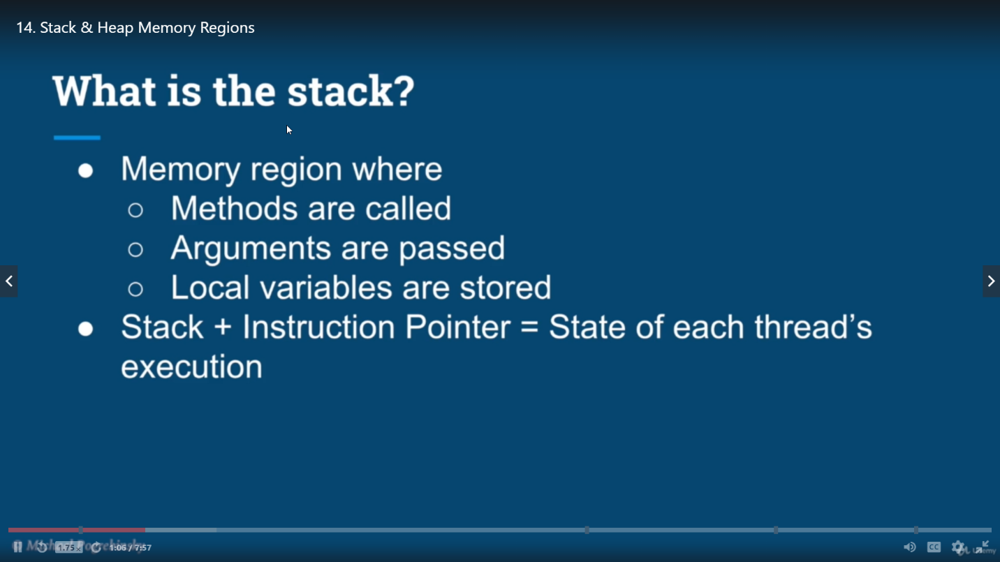 14. Stack & Heap Memory Regions
What is the stack?
● Memory region where
○ Methods are called
○ Arguments are passed
○ Local variables are stored
● Stack + Instruction Pointer = State of each thread's
execution
1.75x 1:06 / 7:57 CC
Udemy